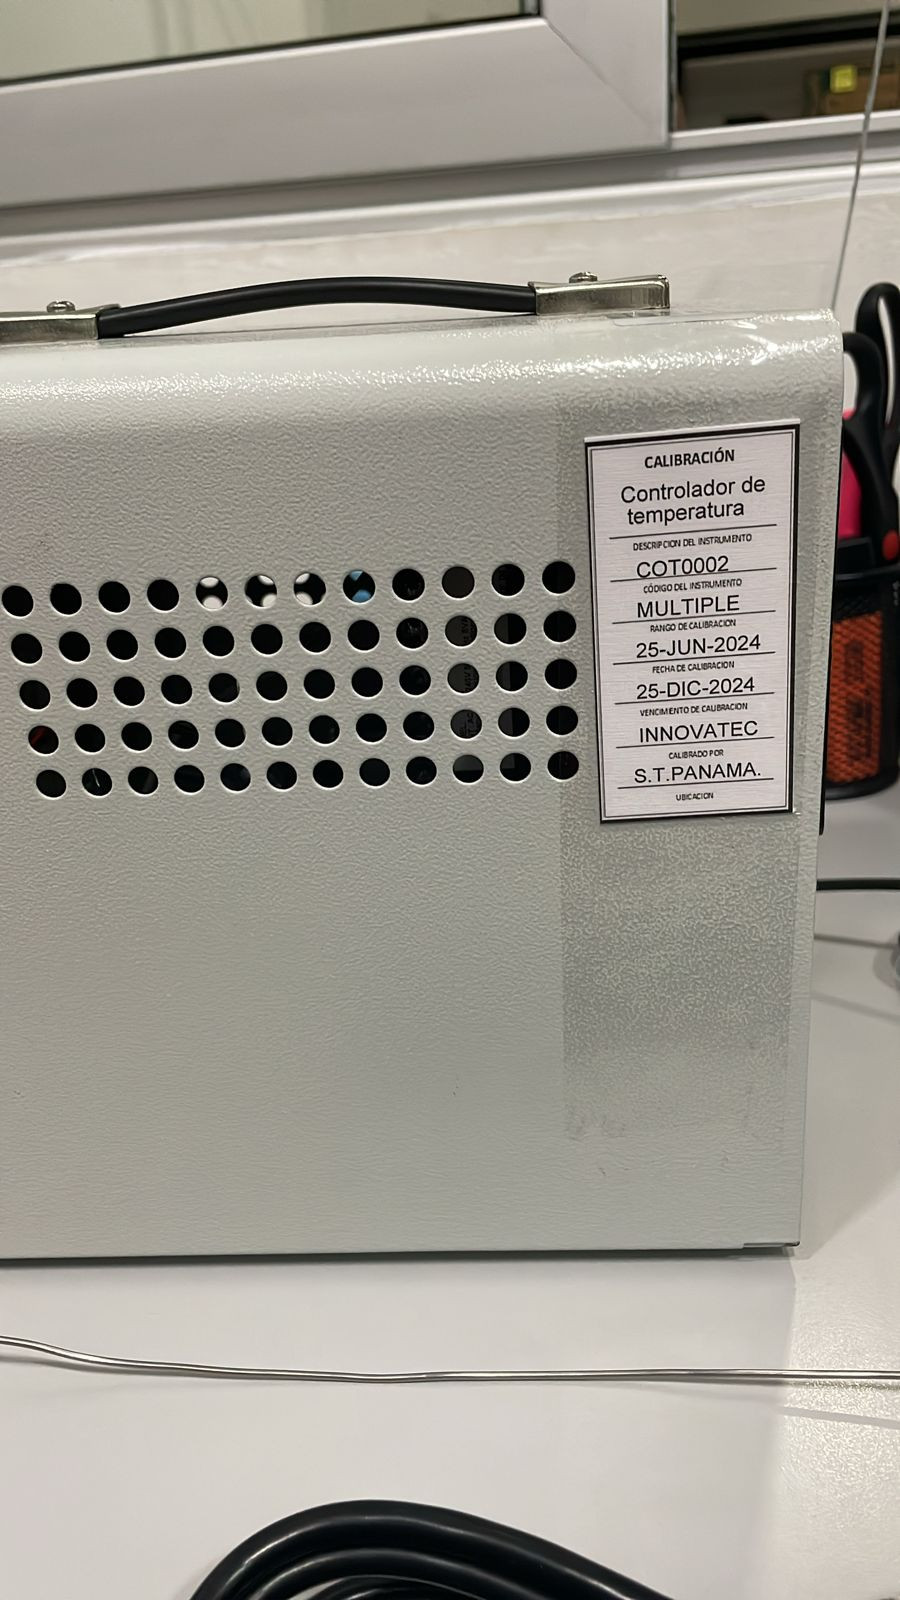 CALIBRACIÓN
Controlador de
temperatura
DESCRIPCION DEL INSTRUMENTO
COT0002
CÓDIGO DEL INSTRUMENTO
MULTIPLE
RANGO DE CALIBRACION
25-JUN-2024
FECHA DE CALIBRACION
25-DIC-2024
VENCIMIENTO DE CALIBRACION
INNOVATEC
CALIBRADO POR
S.T.PANAMA.
UBICACION